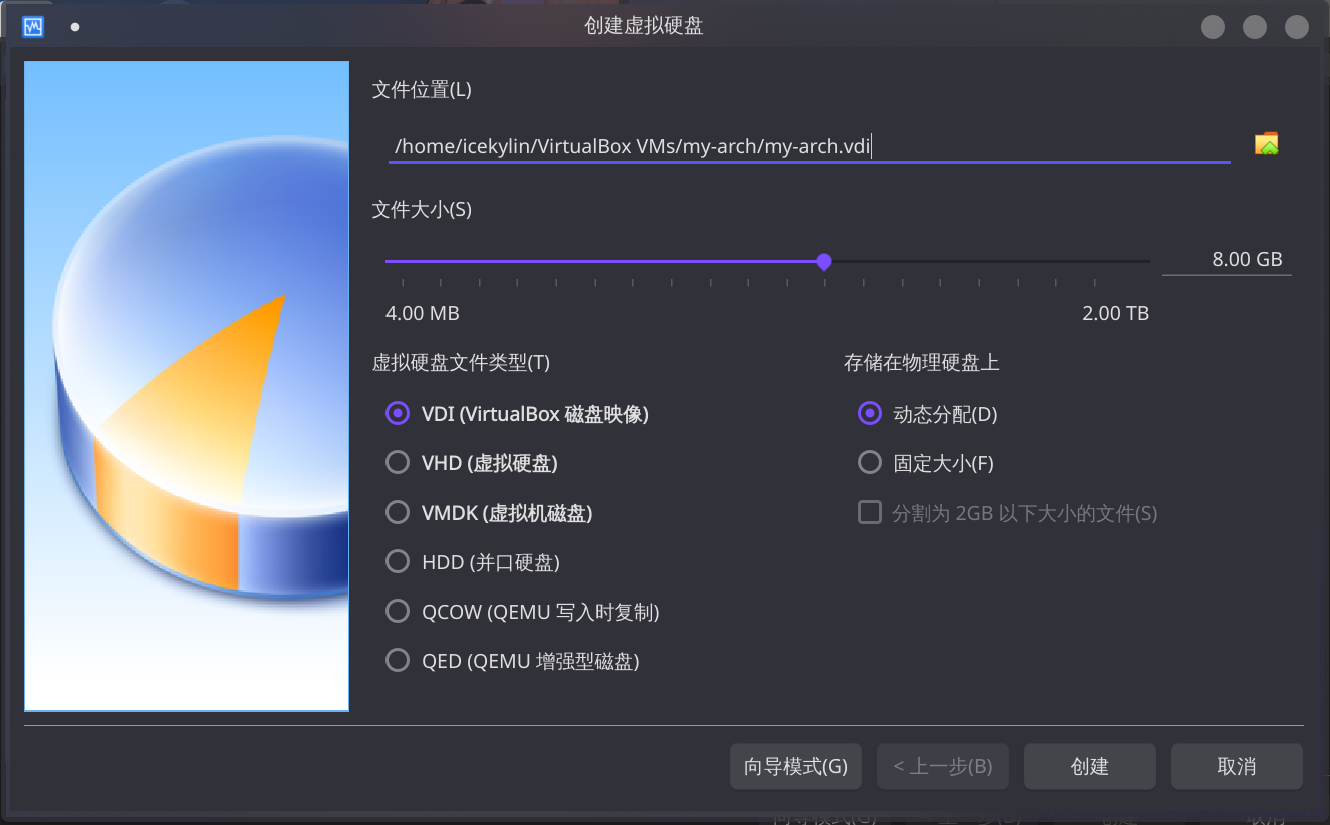 创建虚拟硬盘
文件位置(L)
/home/icekylin/VirtualBox VMs/my-arch/my-arch.vdi
文件大小(S)
8.00 GB
4.00 MB
2.00 TB
虚拟硬盘文件类型(T)
VDI (VirtualBox 磁盘映像)
VHD (虚拟硬盘)
VMDK (虚拟机磁盘)
HDD (并口硬盘)
QCOW (QEMU 写入时复制)
QED (QEMU 增强型磁盘)
存储在物理硬盘上
动态分配(D)
固定大小(F)
分割为 2GB 以下大小的文件(S)
向导模式(G)
< 上一步(B)
创建
取消